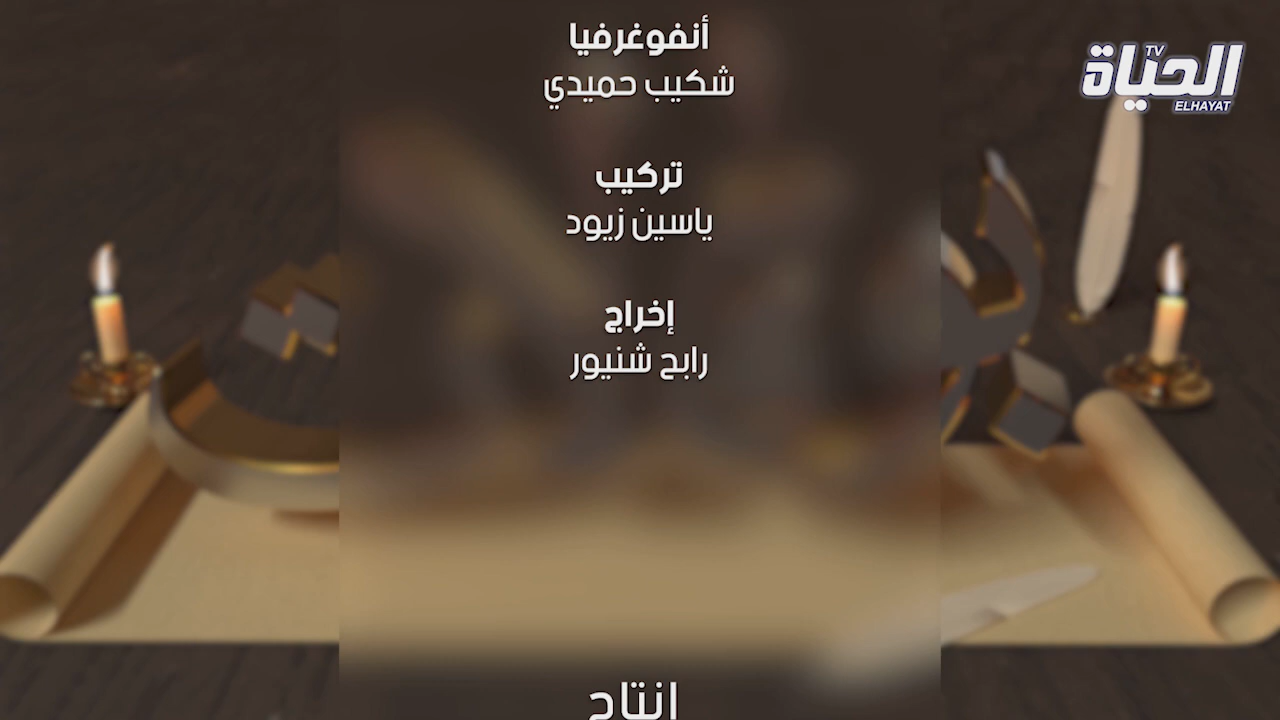 أنفوغرفيا
شكيب حميدي
تركيب
ياسين زيود
إخراج
رابح شنيور
انتاج
الحياة TV
ELHAYAT